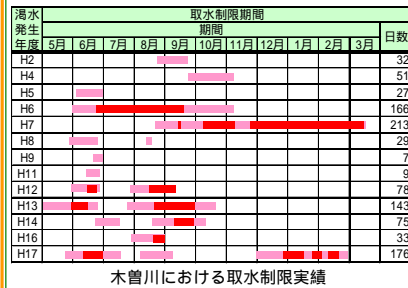 渇水発生年度 取水制限期間 日数
期間
5月 6月 7月 8月 9月 10月 11月 12月 1月 2月 3月
H2 32
H4 51
H5 27
H6 166
H7 213
H8 29
H9 7
H11 9
H12 78
H13 143
H14 75
H16 33
H17 176
木曽川における取水制限実績